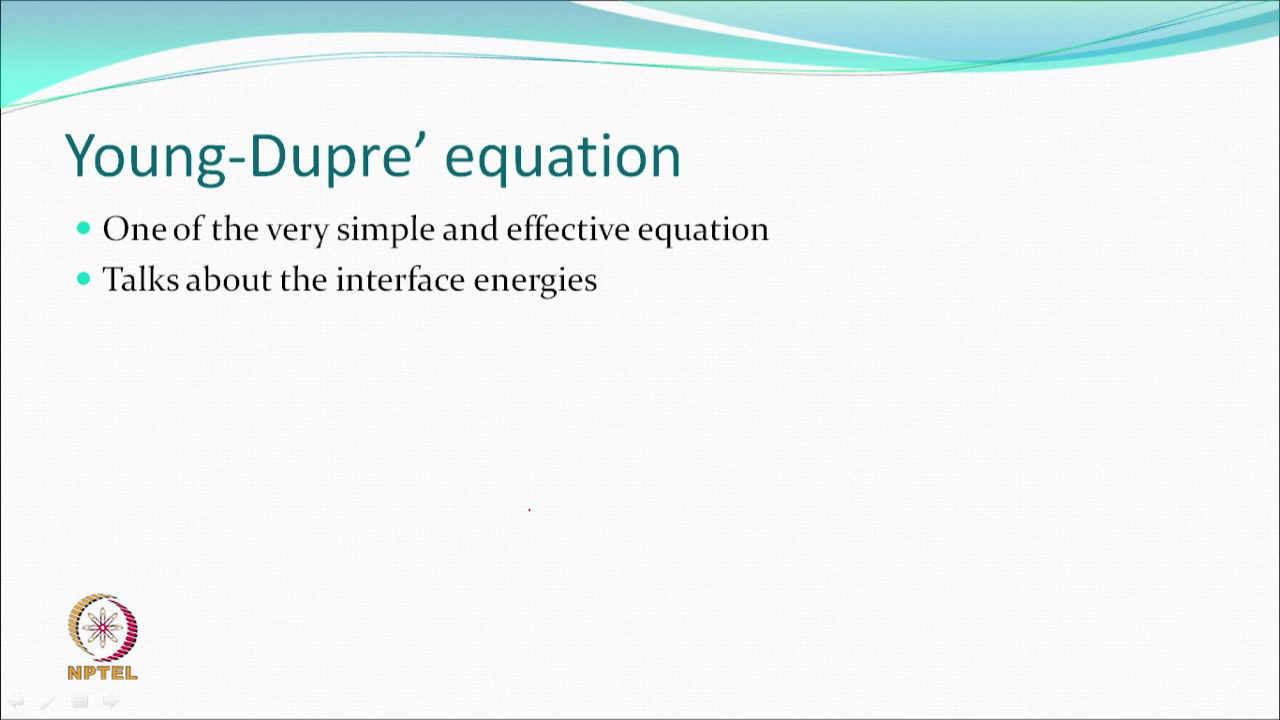 Young-Dupre’ equation
One of the very simple and effective equation
Talks about the interface energies
NPTEL